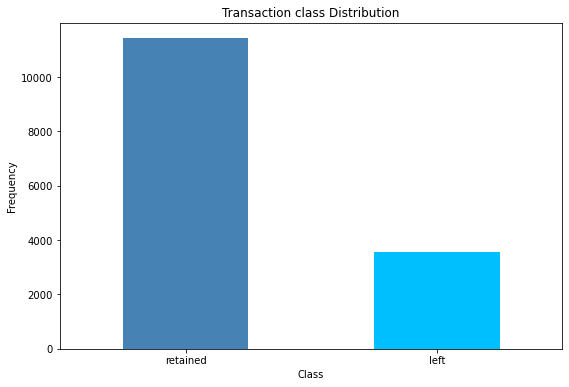 Transaction class Distribution
10000
8000
6000
4000
2000
0
Frequency
retained left
Class